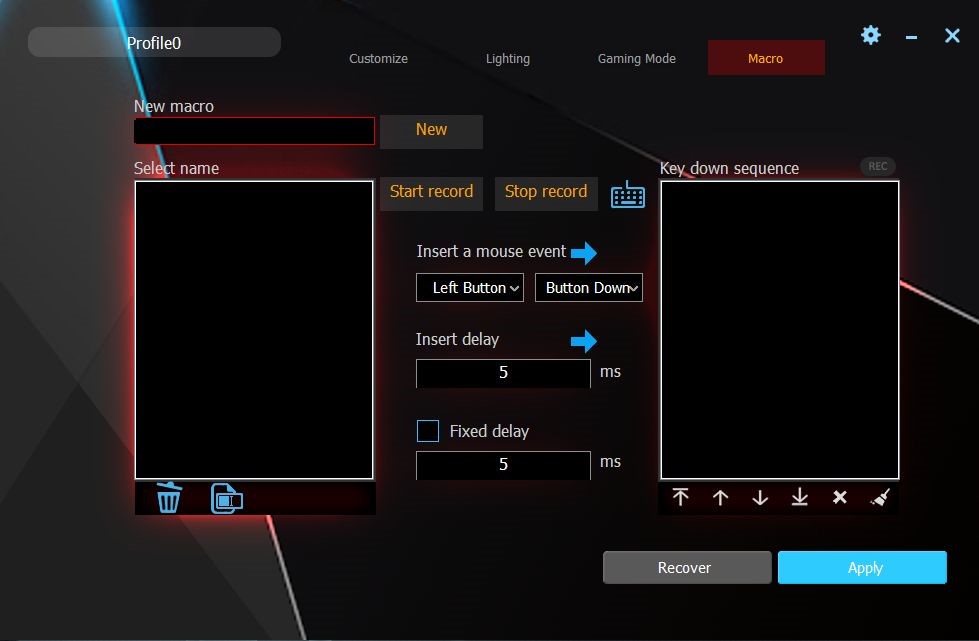 Profile0
Customize
Lighting
Gaming Mode
Macro
New macro
New
Select name
Start record
Stop record
Key down sequence
REC
Insert a mouse event
Left Button
Button Down
Insert delay
5
ms
Fixed delay
5
ms
Recover
Apply